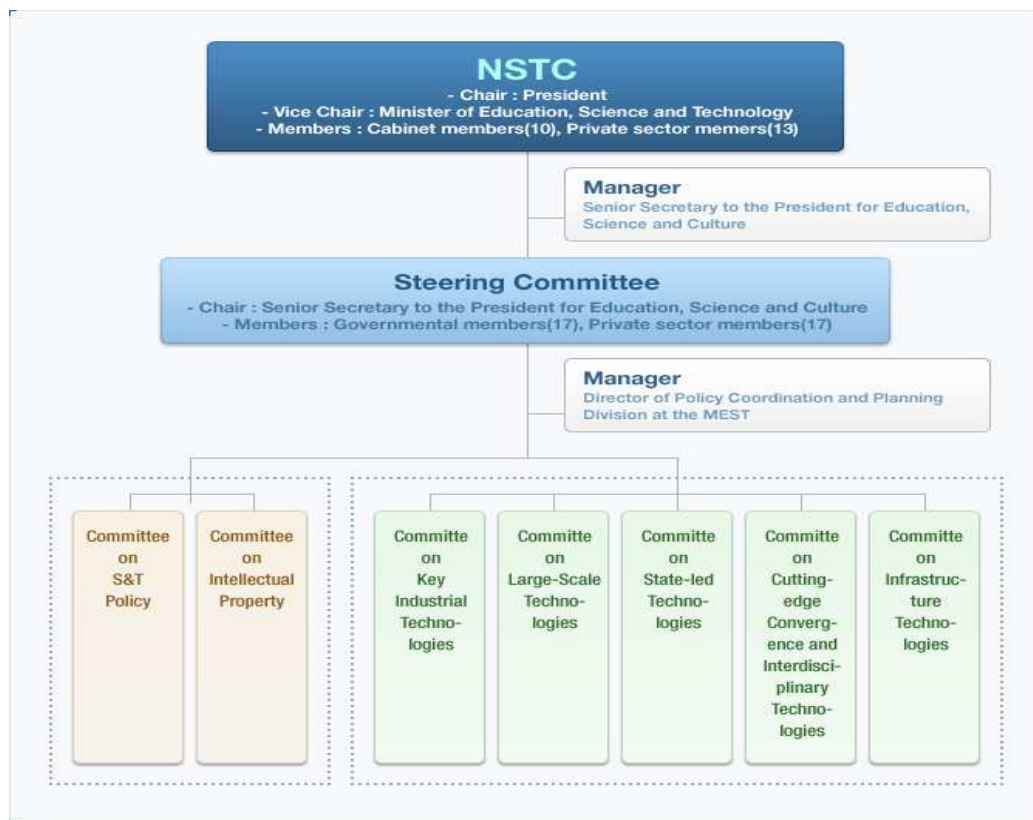 NSTC
- Chair : President
- Vice Chair : Minister of Education, Science and Technology
- Members : Cabinet members(10), Private sector memers(13)
Manager
Senior Secretary to the President for Education,
Science and Culture
Steering Committee
- Chair : Senior Secretary to the President for Education, Science and Culture
- Members : Governmental members(17), Private sector members(17)
Manager
Director of Policy Coordination and Planning
Division at the MEST
Committee
on
S&T
Policy
Committee
on
Intellectual
Property
Committe
on
Key
Industrial
Techno-
logies
Committe
on
Large-Scale
Techno-
logies
Committe
on
State-led
Techno-
logies
Committe
on
Cutting-
edge
Converg-
ence and
Interdisci-
plinary
Techno-
logies
Committe
on
Infrastruc-
ture
Techno-
logies